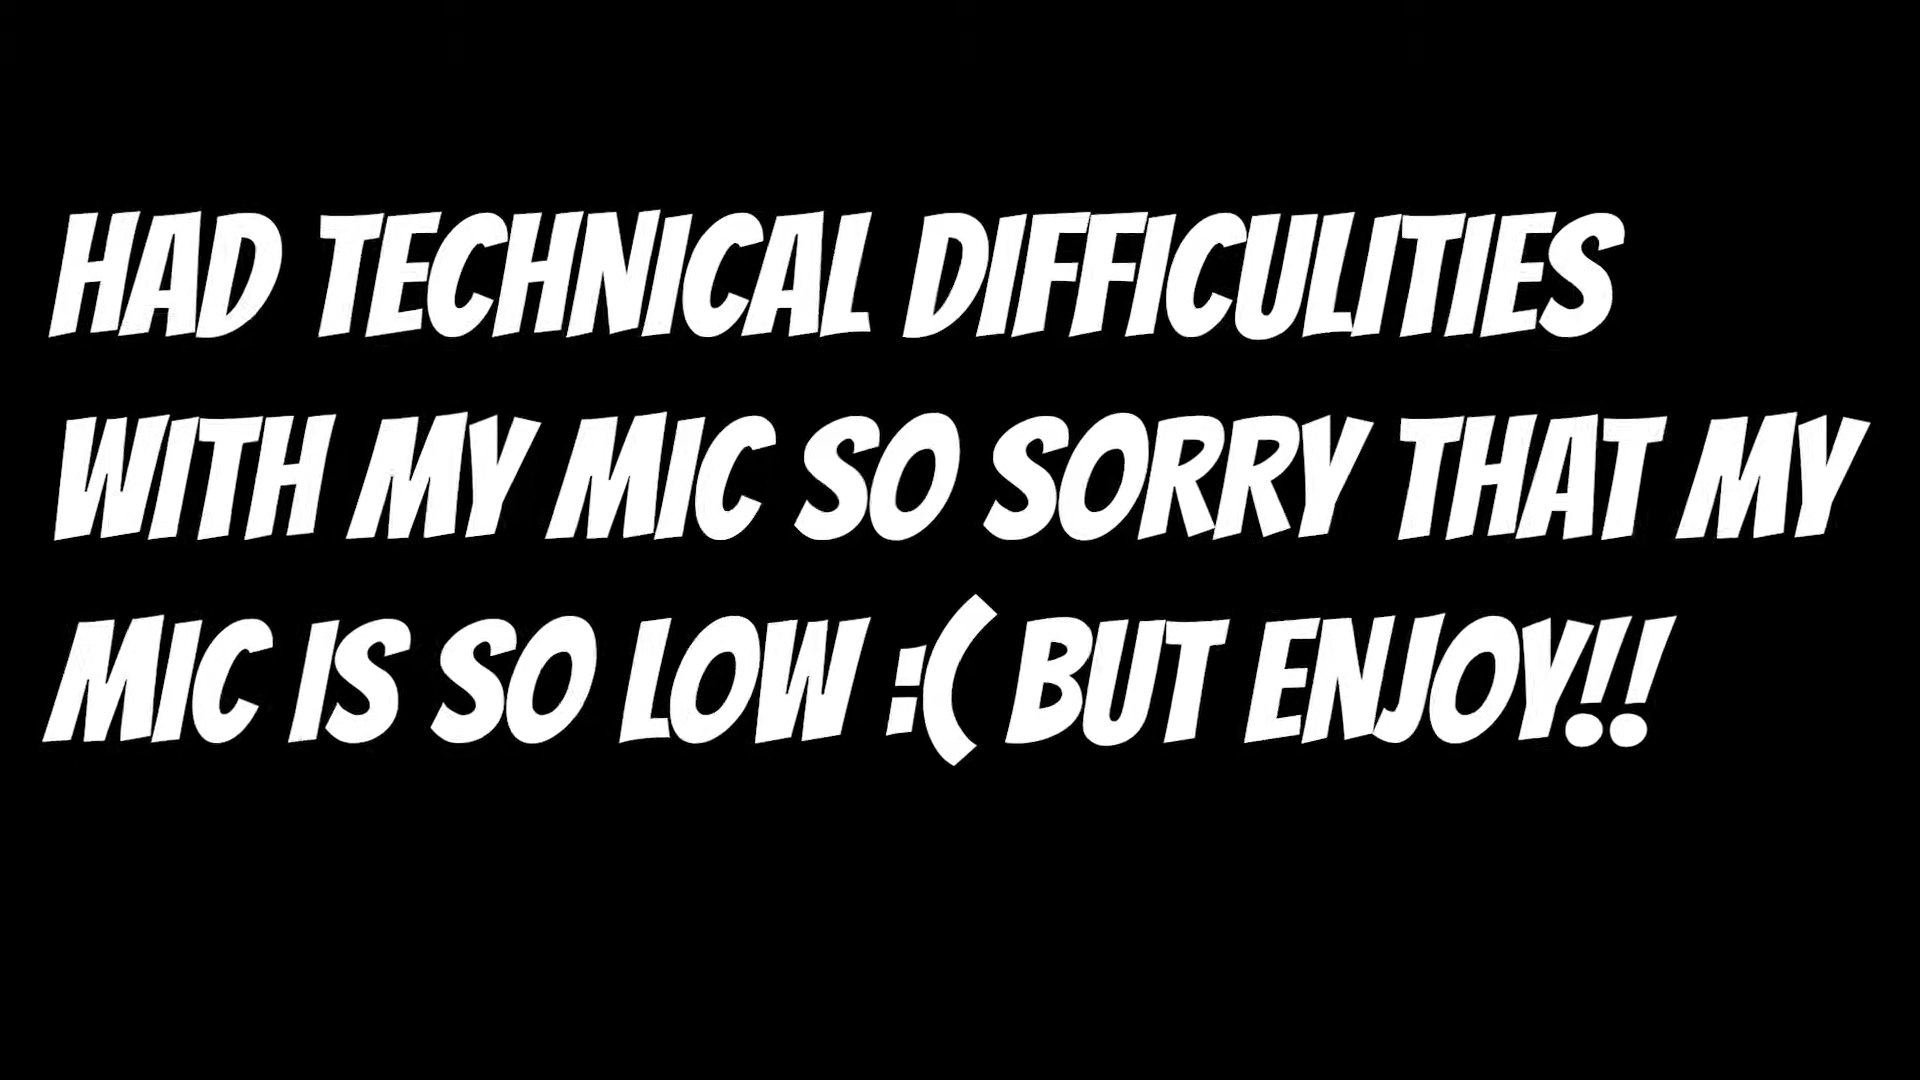 HAD TECHNICAL DIFFICULITIES
WITH MY MIC SO SORRY THAT MY
MIC IS SO LOW :( BUT ENJOY!!